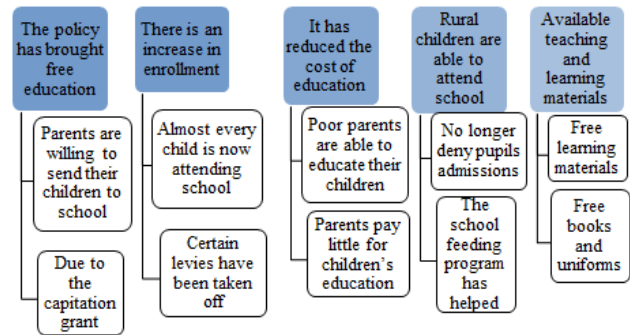 The policy
has brought
free
education
Parents are
willing to
send their
children to
school
Due to
the
capitation
grant
There is an
increase in
enrollment
Almost every
child is now
attending
school
Certain
levies have
been taken
off
It has
reduced the
cost of
education
Poor parents
are able to
educate their
children
Parents pay
little for
children’s
education
Rural
children are
able to
attend
school
No longer
deny pupils
admissions
The
school
feeding
program
has
helped
Available
teaching
and
learning
materials
Free
learning
materials
Free
books
and
uniforms